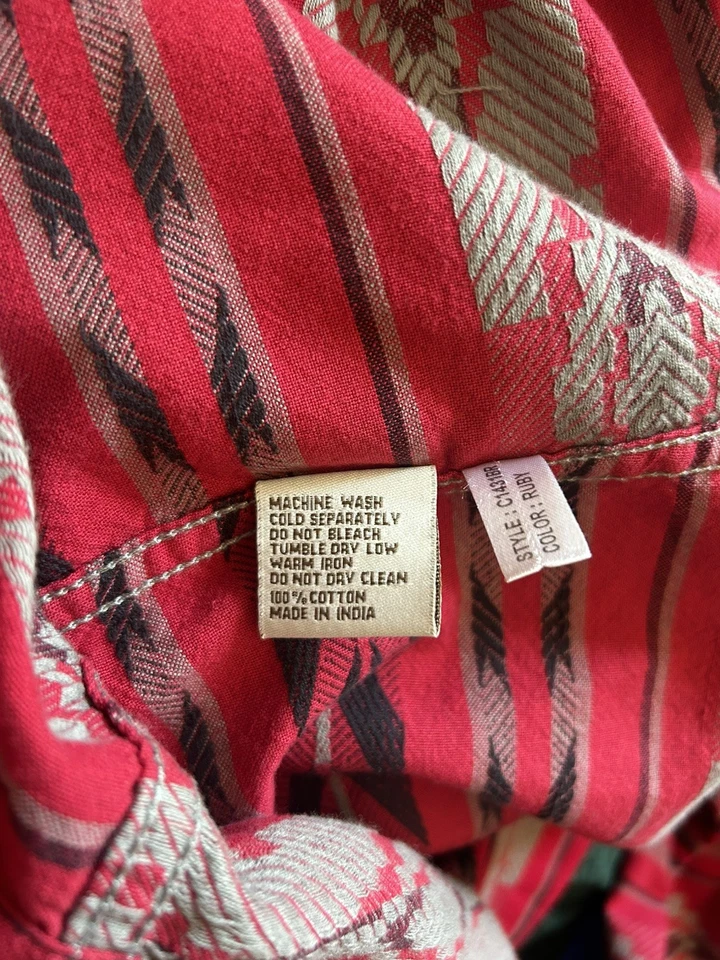 MACHINE WASH
COLD SEPARATELY
DO NOT BLEACH
TUMBLE DRY LOW
WARM IRON
DO NOT DRY CLEAN
100% COTTON
MADE IN INDIA
STYLE :
COLOR : RUBY